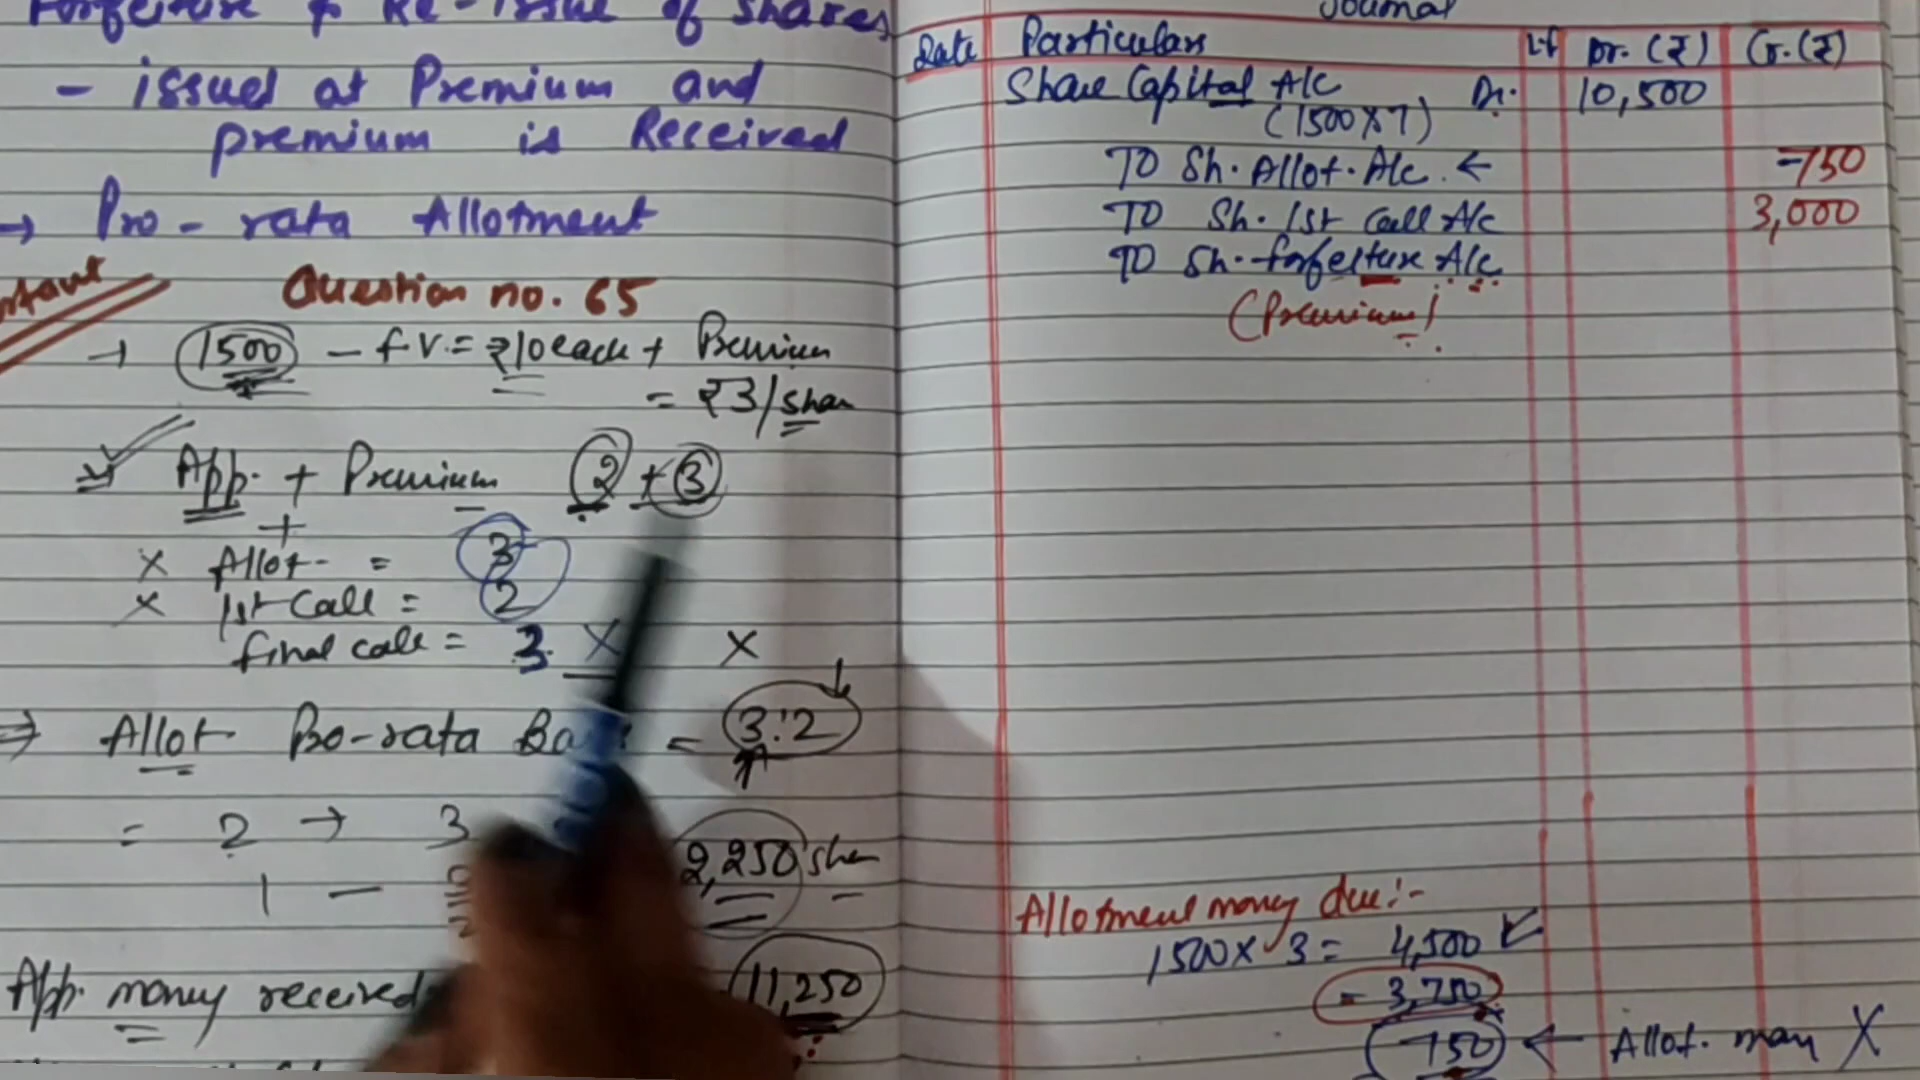 Forfeiture & Re-issue of Shares
- issued at Premium and
premium is Received
→ Pro-rata Allotment
Question no. 65
→ 1500 - f V. = ₹10 each + Premium
= ₹3/share
App. + Premium 2 + 3
+
X Allot- = 3
X 1st Call = 2
final call = 3 X X
⇒ Allot Pro-rata = 3:2
= 2 → 3
1 -
2,250 share
App. money received 11,250
Journal
Date Particulars L.f Dr. (₹) Cr. (₹)
Share Capital A/c Dr. 10,500
(1500x7)
TO Sh. Allot. A/c. ← 750
TO Sh. 1st Call A/c 3,000
TO Sh. forfeiture A/c
(Premium)
Allotment money due:-
1500x 3 = 4,500
- 3,750
750 ← Allot. mon X